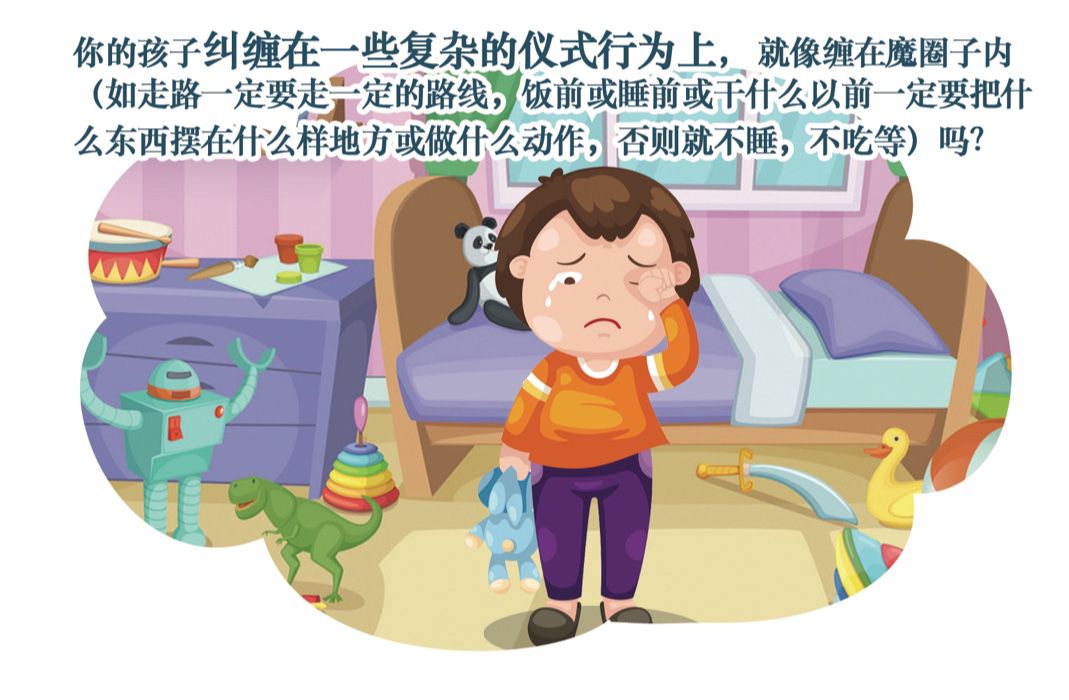 你的孩子纠缠在一些复杂的仪式行为上，就像缠在魔圈子内
（如走路一定要走一定的路线，饭前或睡前或干什么以前一定要把什
么东西摆在什么样地方或做什么动作，否则就不睡，不吃等）吗？